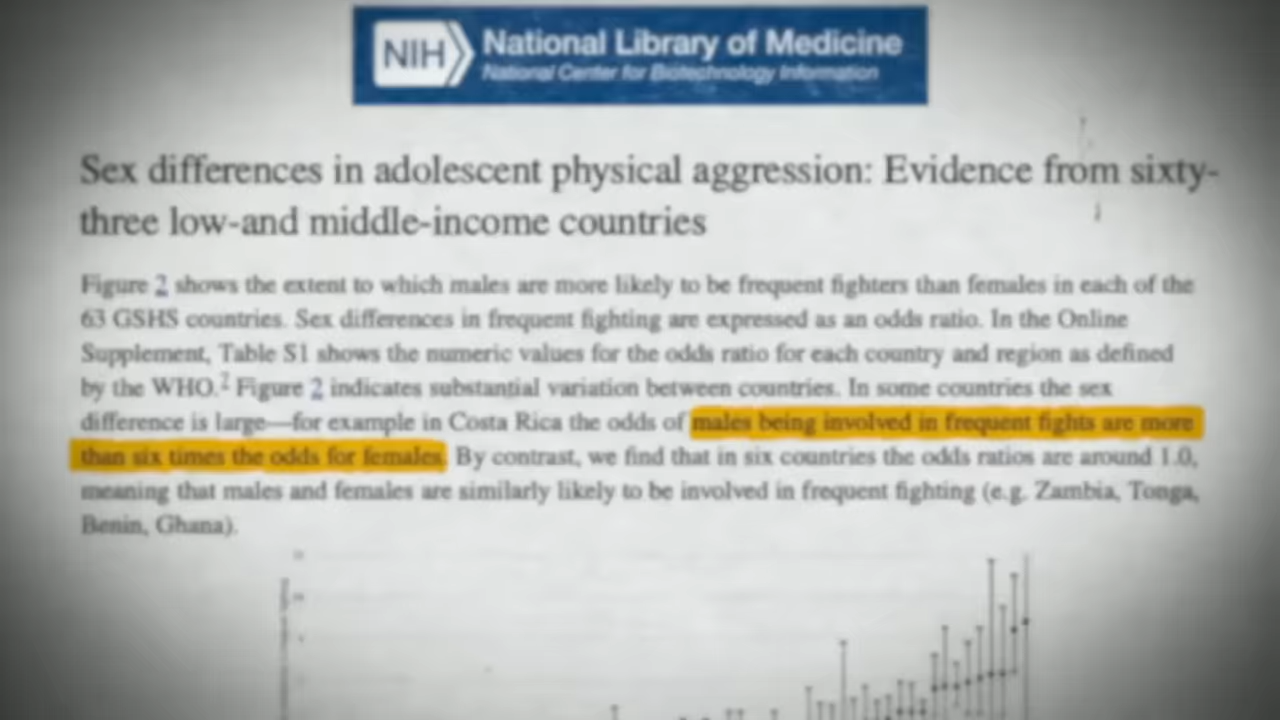 NIH National Library of Medicine
National Center for Biotechnology Information
Sex differences in adolescent physical aggression: Evidence from sixty-
three low-and middle-income countries
Figure 2 shows the extent to which males are more likely to be frequent fighters than females in each of the
63 GSHS countries. Sex differences in frequent fighting are expressed as an odds ratio. In the Online
Supplement, Table S1 shows the numeric values for the odds ratio for each country and region as defined
by the WHO.2 Figure 2 indicates substantial variation between countries. In some countries the sex
difference is large—for example in Costa Rica the odds of males being involved in frequent fights are more
than six times the odds for females. By contrast, we find that in six countries the odds ratios are around 1.0,
meaning that males and females are similarly likely to be involved in frequent fighting (e.g. Zambia, Tonga,
Benin, Ghana).